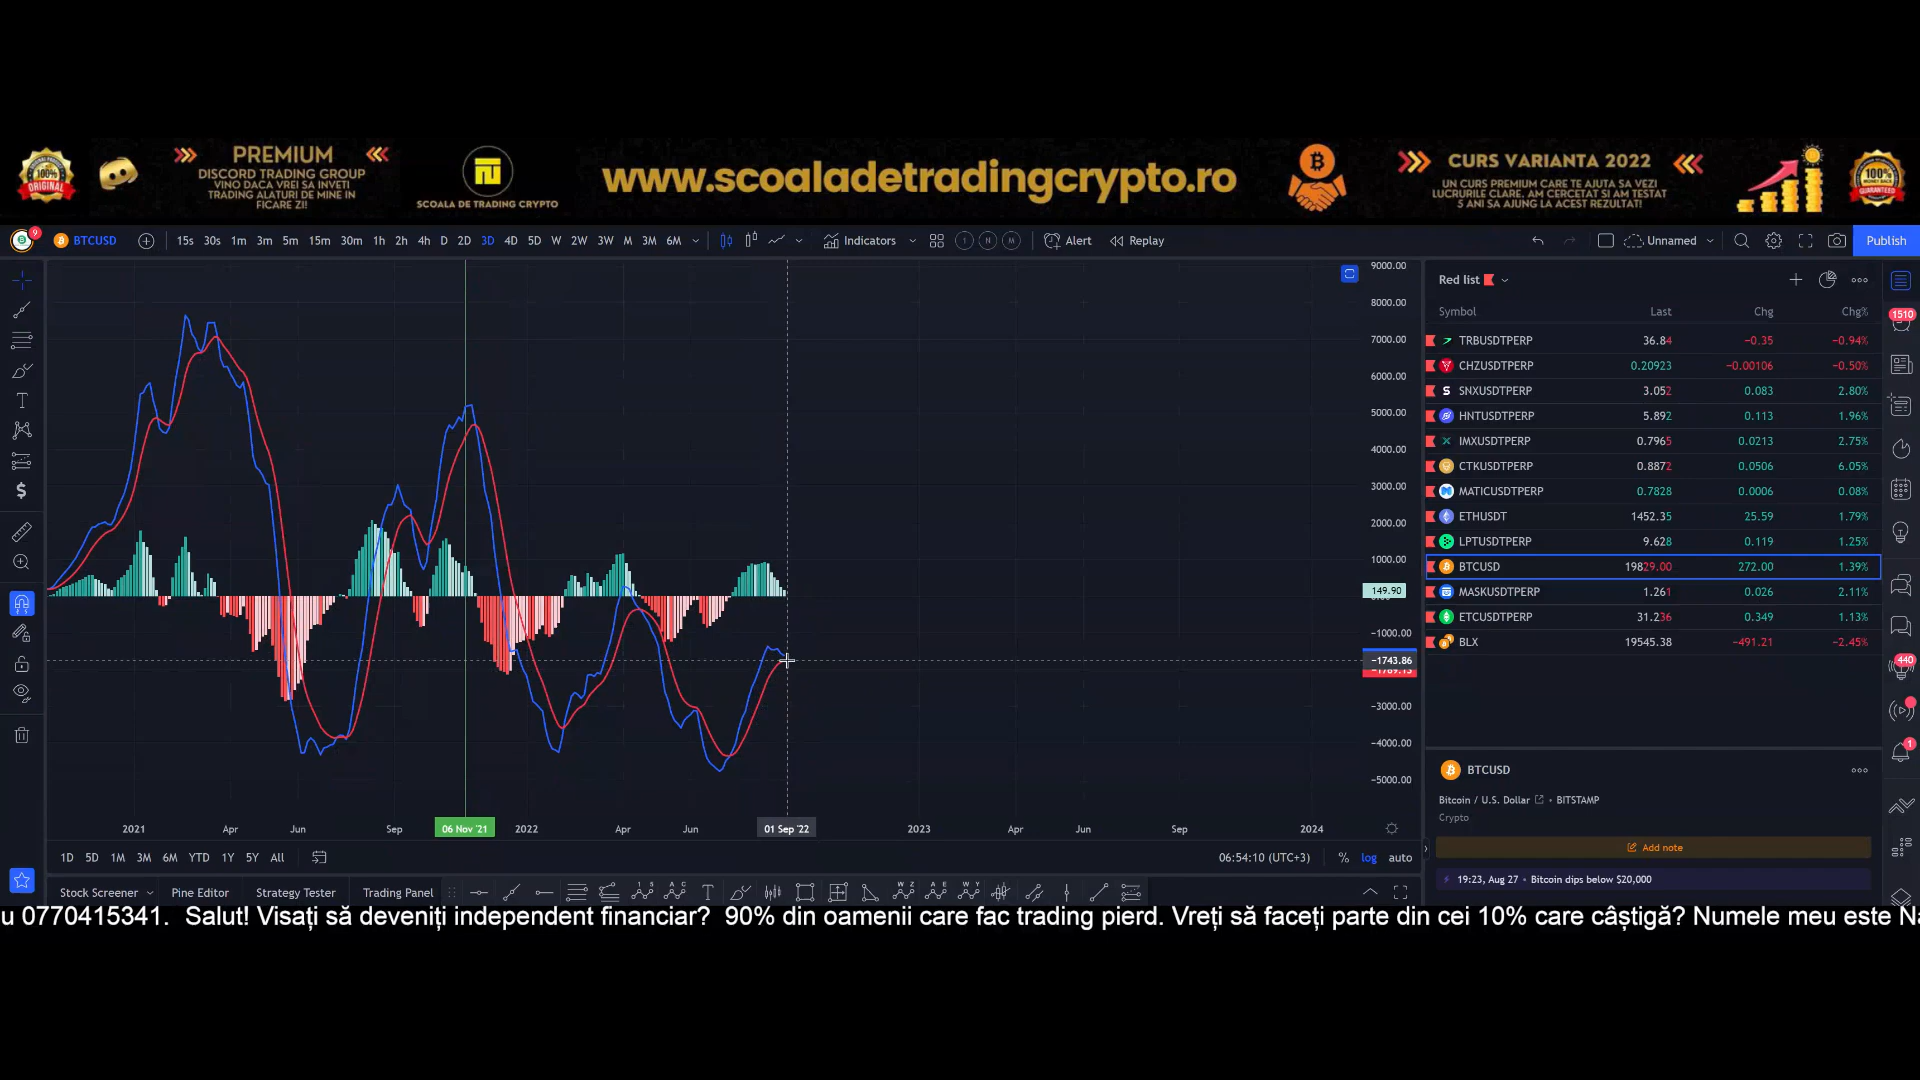 PREMIUM
DISCORD TRADING GROUP
VINO DACA VREI SA INVETI
TRADING ALATURI DE MINE IN
FICARE ZI!
SCOALA DE TRADING CRYPTO
www.scoaladetradingcrypto.ro
CURS VARIANTA 2022
UN CURS PREMIUM CARE TE AJUTA SA VEZI
LUCRURILE CLARE. AM CERCETAT SI AM TESTAT
5 ANI SA AJUNG LA ACEST REZULTAT!
100%
ORIGINAL
100%
9
BTCUSD 15s 30s 1m 3m 5m 15m 30m 1h 2h 4h D 2D 3D 4D 5D W 2W 3W M 3M 6M Indicators Alert Replay Unnamed Publish
9000.00
8000.00
7000.00
6000.00
5000.00
4000.00
3000.00
2000.00
1000.00
149.90
−1000.00
−1743.86
−3000.00
−4000.00
−5000.00
2021 Apr Jun Sep 06 Nov '21 2022 Apr Jun 01 Sep '22 2023 Apr Jun Sep 2024
1D 5D 1M 3M 6M YTD 1Y 5Y All
06:54:10 (UTC+3) % log auto
Stock Screener Pine Editor Strategy Tester Trading Panel
Red list
Symbol Last Chg Chg%
TRBUSDTPERP 36.84 −0.35 −0.94%
CHZUSDTPERP 0.20923 −0.00106 −0.50%
SNXUSDTPERP 3.052 0.083 2.80%
HNTUSDTPERP 5.892 0.113 1.96%
IMXUSDTPERP 0.7965 0.0213 2.75%
CTKUSDTPERP 0.8872 0.0506 6.05%
MATICUSDTPERP 0.7828 0.0006 0.08%
ETHUSDT 1452.35 25.59 1.79%
LPTUSDTPERP 9.628 0.119 1.25%
BTCUSD 19829.00 272.00 1.39%
MASKUSDTPERP 1.261 0.026 2.11%
ETCUSDTPERP 31.236 0.349 1.13%
BLX 19545.38 −491.21 −2.45%
BTCUSD
Bitcoin / U.S. Dollar • BITSTAMP
Crypto
Add note
19:23, Aug 27 • Bitcoin dips below $20,000
1510
440
1
u 0770415341. Salut! Visați să deveniți independent financiar? 90% din oamenii care fac trading pierd. Vreți să faceți parte din cei 10% care câștigă? Numele meu este Na